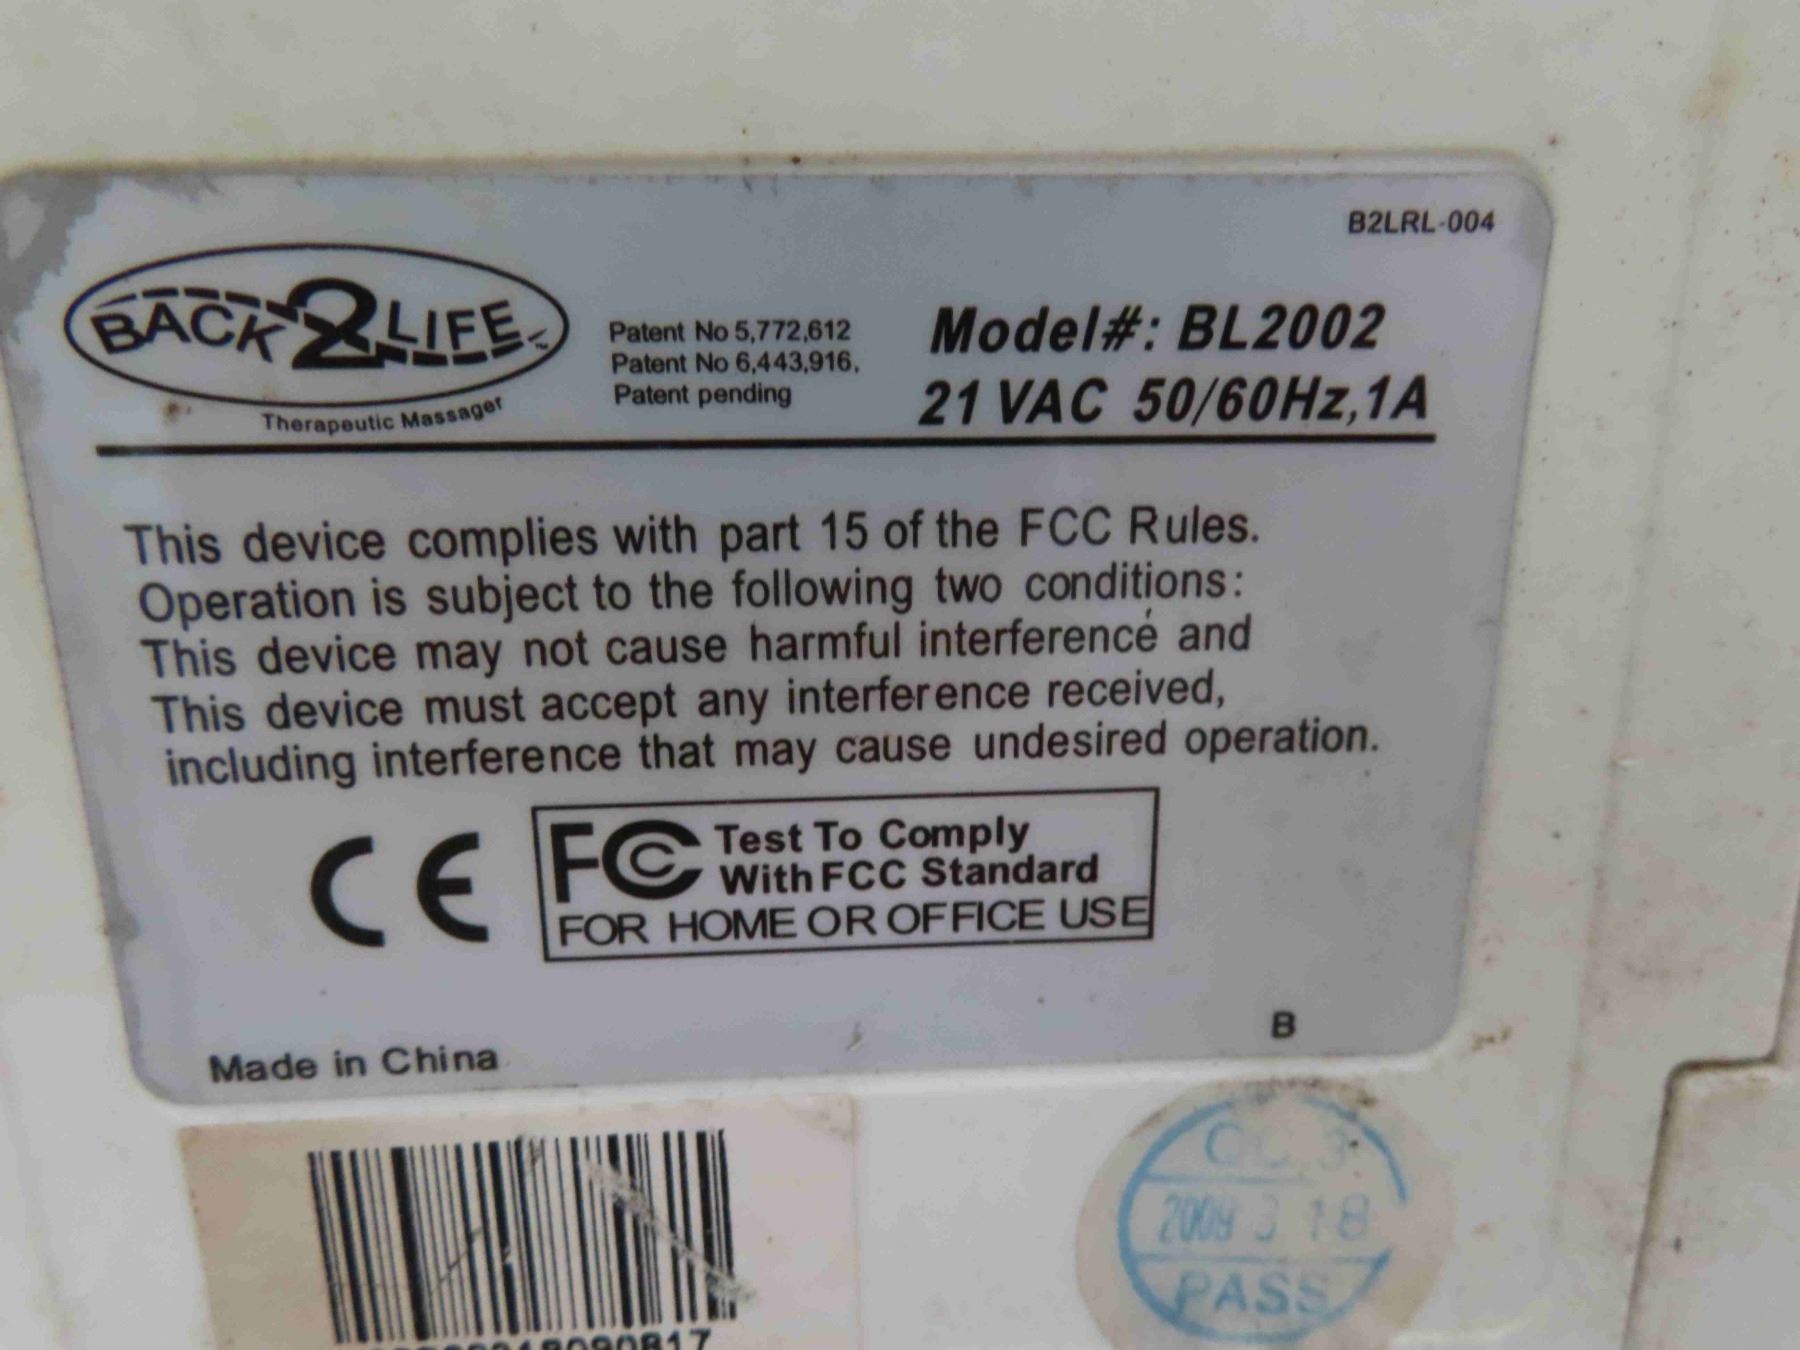 B2LRL-004
BACK2LIFE™
Therapeutic Massager
Patent No 5,772,612
Patent No 6,443,916,
Patent pending
Model#: BL2002
21 VAC 50/60Hz,1A
This device complies with part 15 of the FCC Rules.
Operation is subject to the following two conditions:
This device may not cause harmful interference and
This device must accept any interference received,
including interference that may cause undesired operation.
CE
FC Test To Comply
With FCC Standard
FOR HOME OR OFFICE USE
B
Made in China
2009 3 18
PASS